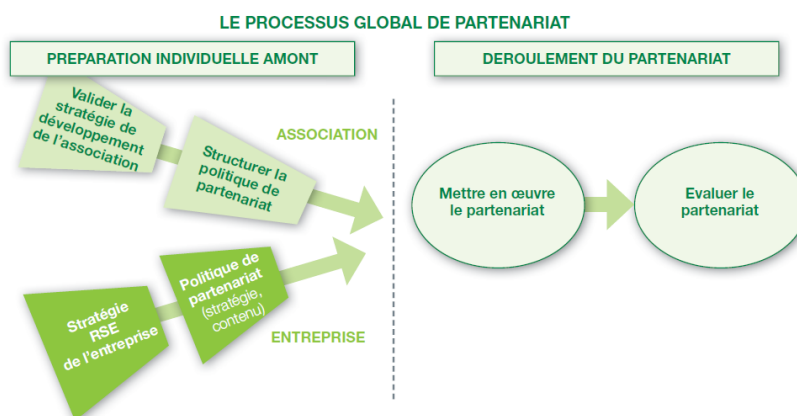 LE PROCESSUS GLOBAL DE PARTENARIAT
PREPARATION INDIVIDUELLE AMONT
DEROULEMENT DU PARTENARIAT
Valider la
stratégie de
développement
de l'association
Structurer la
politique de
partenariat
ASSOCIATION
Stratégie
RSE
de l'entreprise
Politique de
partenariat
(stratégie,
contenu)
ENTREPRISE
Mettre en œuvre
le partenariat
Evaluer le
partenariat